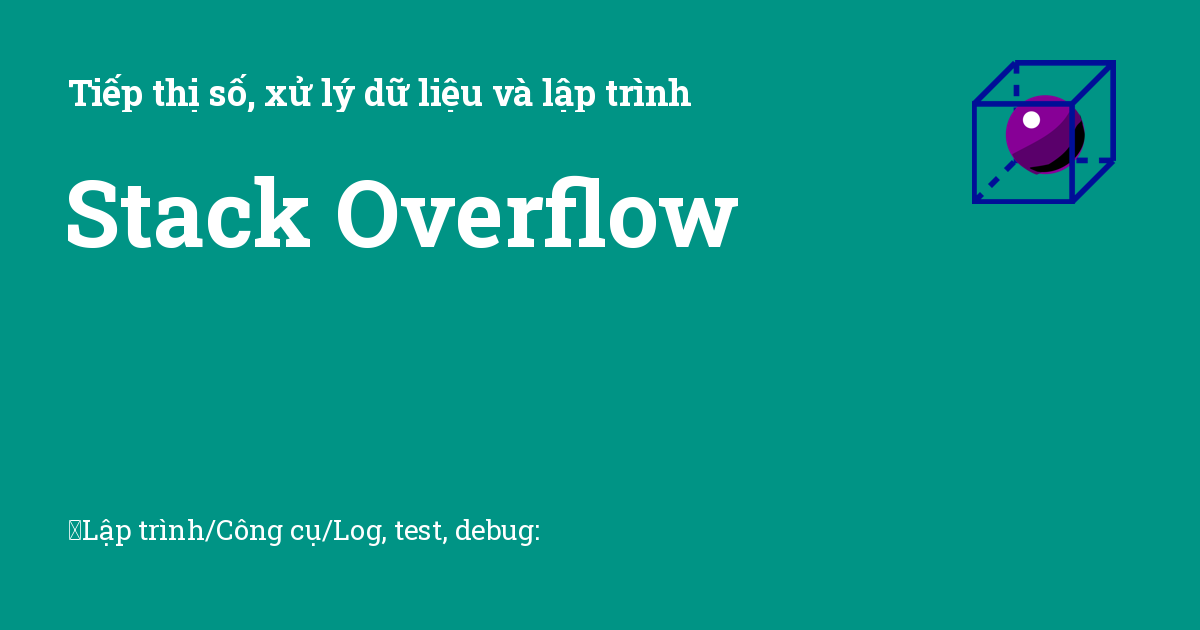 Tiếp thị số, xử lý dữ liệu và lập trình
Stack Overflow
Lập trình/Công cụ/Log, test, debug: